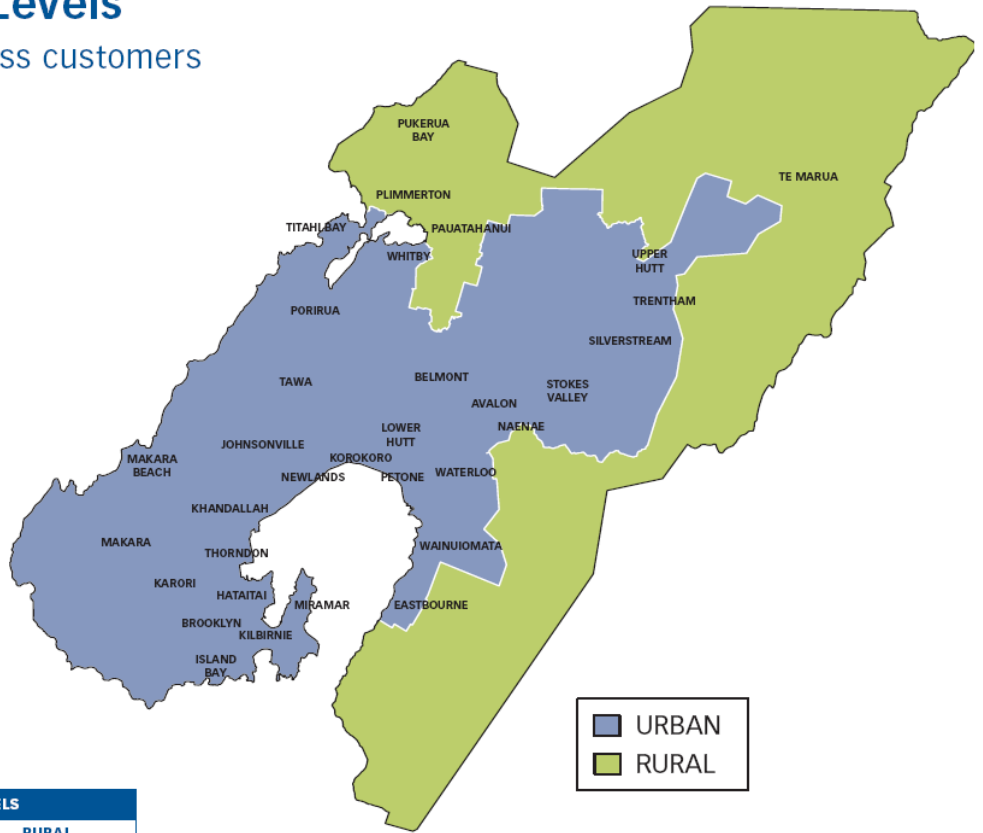 Levels
ss customers
PUKERUA
BAY
TE MARUA
PLIMMERTON
TITAHI BAY
PAUATAHANUI
WHITBY
UPPER
HUTT
TRENTHAM
PORIRUA
SILVERSTREAM
TAWA
BELMONT
STOKES
VALLEY
AVALON
NAENAE
LOWER
HUTT
JOHNSONVILLE
KOROKORO
MAKARA
BEACH
NEWLANDS
PETONE
WATERLOO
KHANDALLAH
MAKARA
THORNDON
WAINUIOMATA
KARORI
HATAITAI
MIRAMAR
EASTBOURNE
BROOKLYN
KILBIRNIE
ISLAND
BAY
URBAN
RURAL
ELS
RURAL